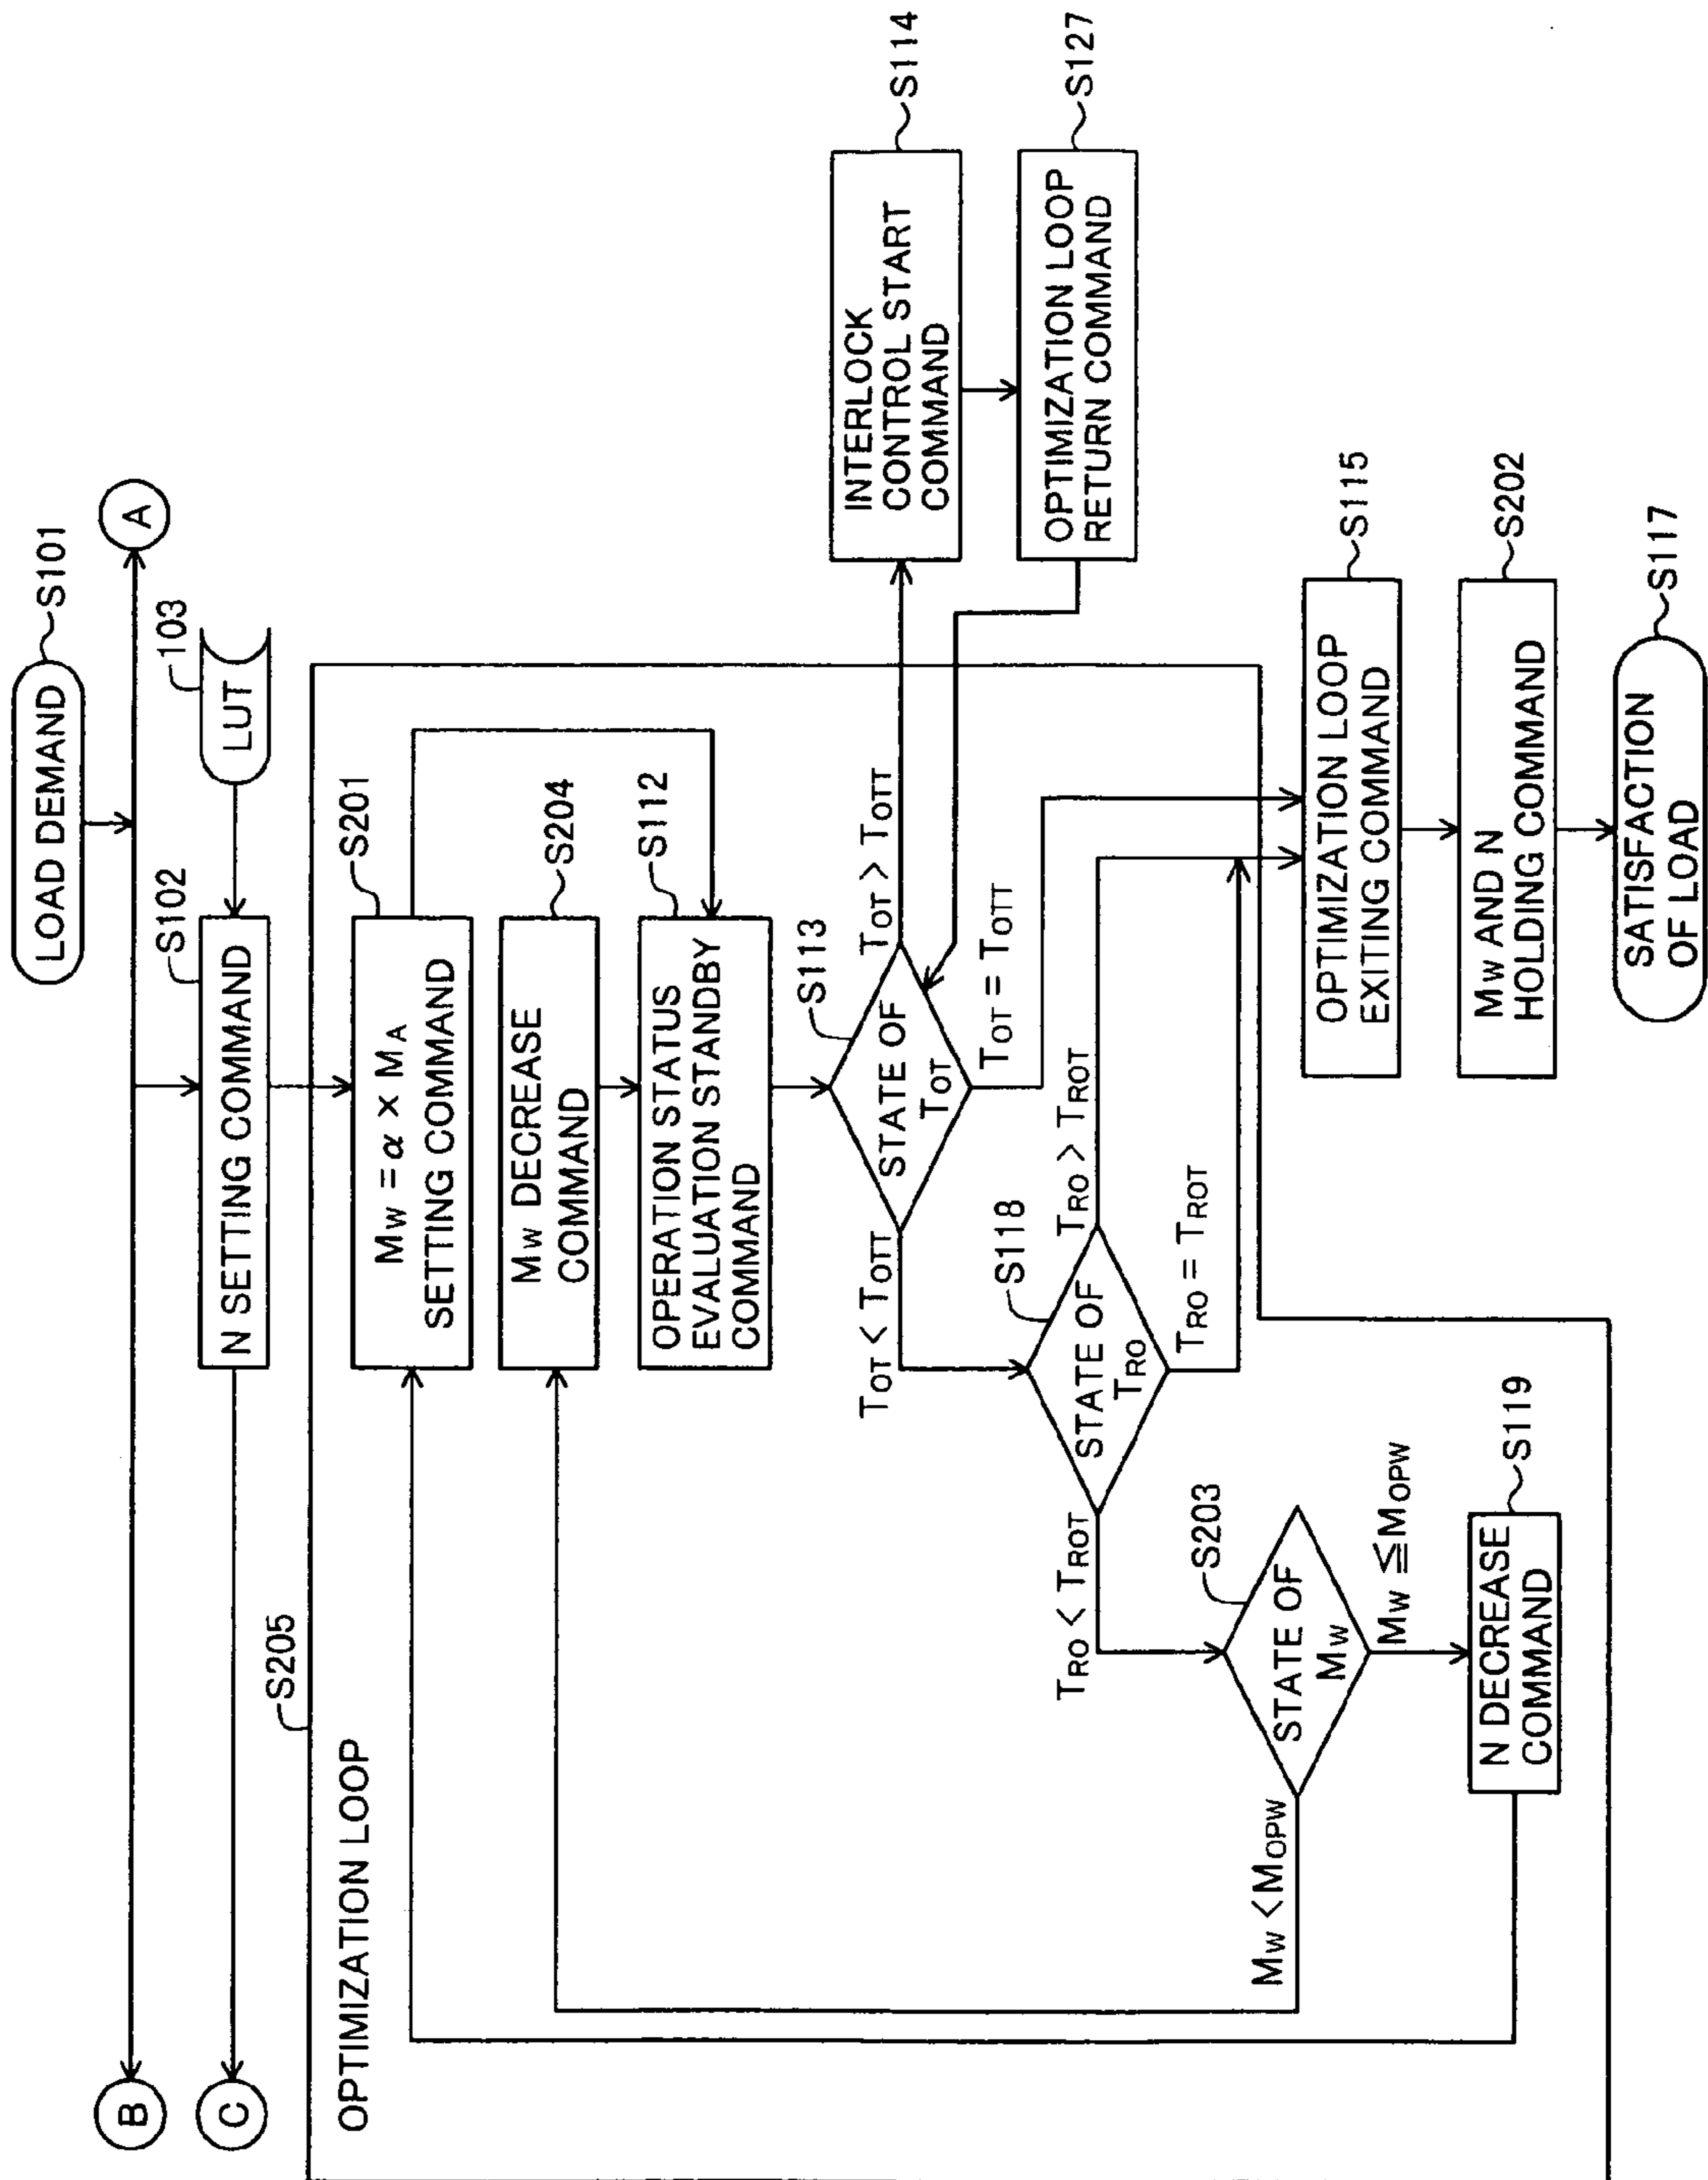 LOAD DEMAND
S101
A
B
103
LUT
S102
N SETTING COMMAND
C
S205
OPTIMIZATION LOOP
S201
Mw = α × MA
SETTING COMMAND
S204
Mw DECREASE
COMMAND
S112
OPERATION STATUS
EVALUATION STANDBY
COMMAND
S113
STATE OF
TOT
TOT > TOTT
TOT = TOTT
TOT < TOTT
INTERLOCK
CONTROL START
COMMAND
S114
OPTIMIZATION LOOP
RETURN COMMAND
S127
S118
STATE OF
TRO
TRO > TROT
TRO = TROT
TRO < TROT
S203
STATE OF
Mw
Mw < MOPW
Mw ≦ MOPW
N DECREASE
COMMAND
S119
OPTIMIZATION LOOP
EXITING COMMAND
S115
Mw AND N
HOLDING COMMAND
S202
SATISFACTION
OF LOAD
S117